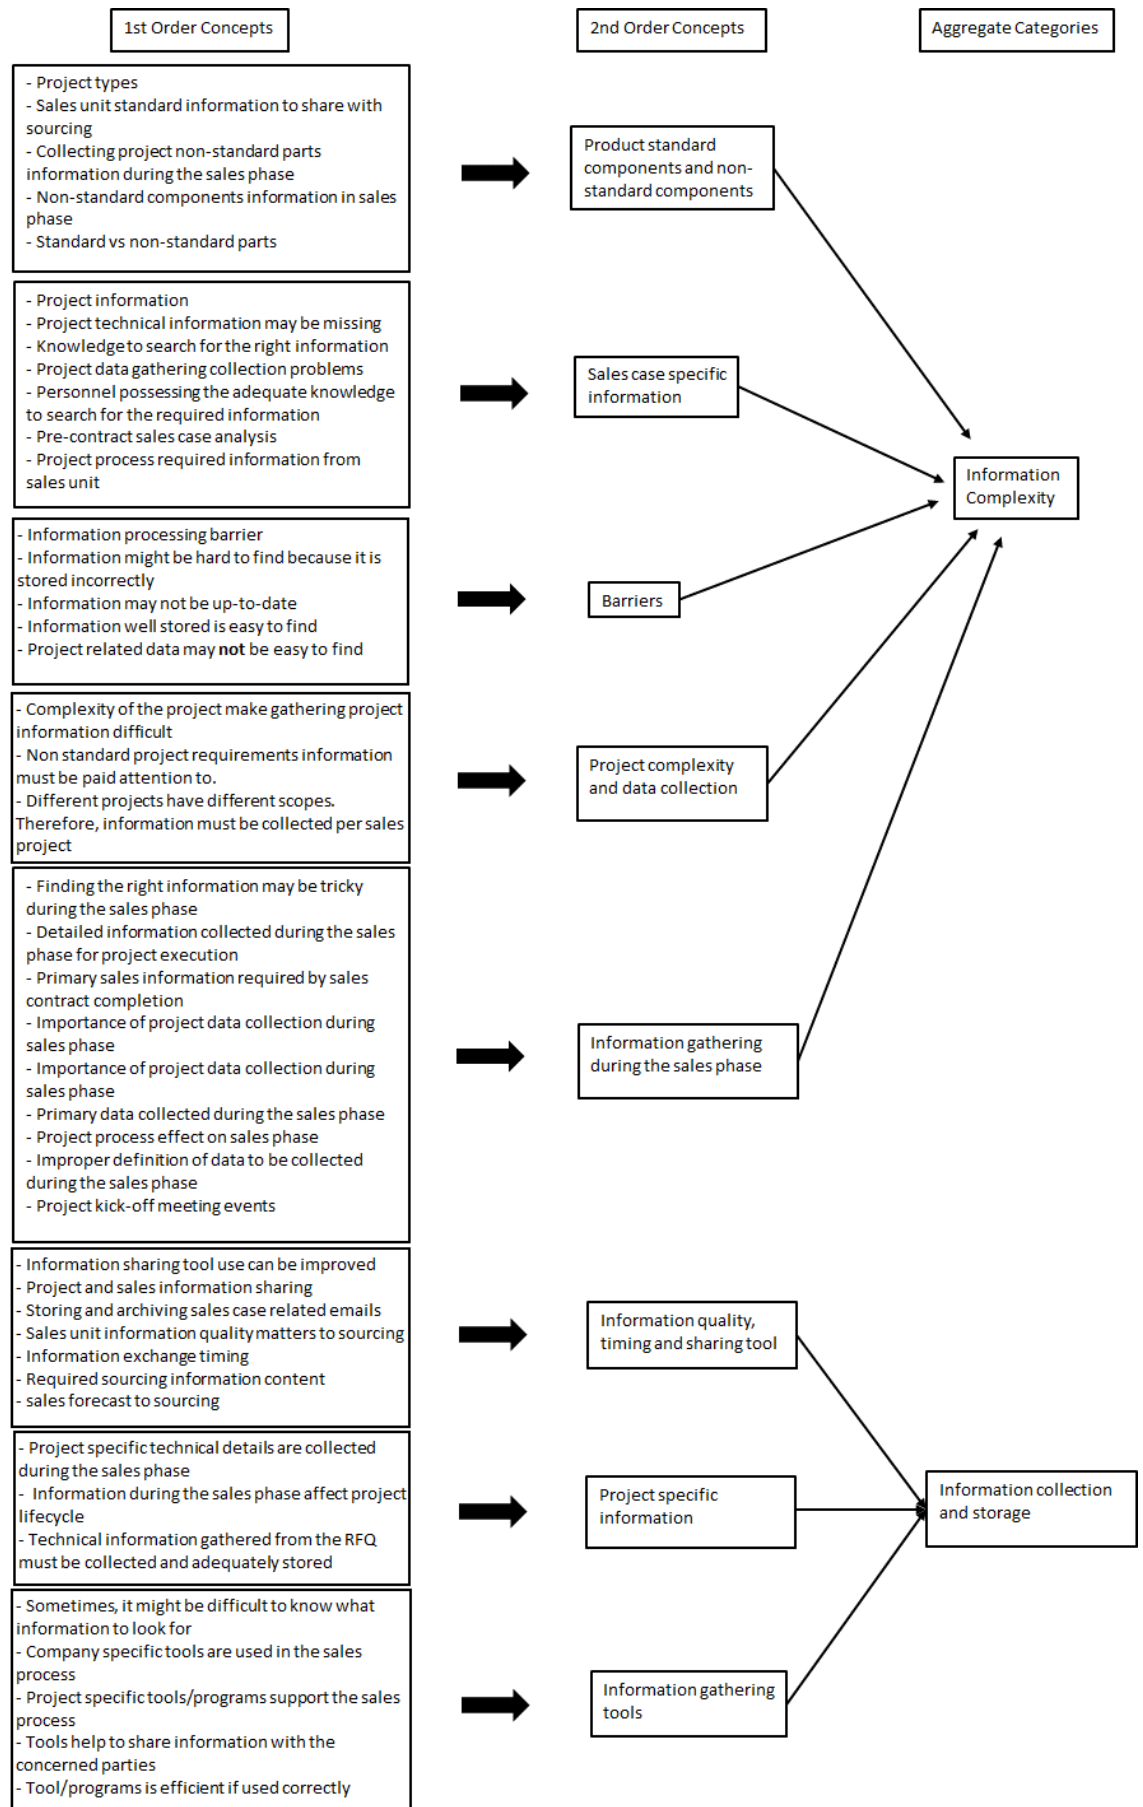 1st Order Concepts
2nd Order Concepts
Aggregate Categories
- Project types
- Sales unit standard information to share with
sourcing
- Collecting project non-standard parts
information during the sales phase
- Non-standard components information in sales
phase
- Standard vs non-standard parts
Product standard
components and non-
standard components
- Project information
- Project technical information may be missing
- Knowledge to search for the right information
- Project data gathering collection problems
- Personnel possessing the adequate knowledge
to search for the required information
- Pre-contract sales case analysis
- Project process required information from
sales unit
Sales case specific
information
Information
Complexity
- Information processing barrier
- Information might be hard to find because it is
stored incorrectly
- Information may not be up-to-date
- Information well stored is easy to find
- Project related data may not be easy to find
Barriers
- Complexity of the project make gathering project
information difficult
- Non standard project requirements information
must be paid attention to.
- Different projects have different scopes.
Therefore, information must be collected per sales
project
Project complexity
and data collection
- Finding the right information may be tricky
during the sales phase
- Detailed information collected during the sales
phase for project execution
- Primary sales information required by sales
contract completion
- Importance of project data collection during
sales phase
- Importance of project data collection during
sales phase
- Primary data collected during the sales phase
- Project process effect on sales phase
- Improper definition of data to be collected
during the sales phase
- Project kick-off meeting events
Information gathering
during the sales phase
- Information sharing tool use can be improved
- Project and sales information sharing
- Storing and archiving sales case related emails
- Sales unit information quality matters to sourcing
- Information exchange timing
- Required sourcing information content
- sales forecast to sourcing
Information quality,
timing and sharing tool
- Project specific technical details are collected
during the sales phase
- Information during the sales phase affect project
lifecycle
- Technical information gathered from the RFQ
must be collected and adequately stored
Project specific
information
Information collection
and storage
- Sometimes, it might be difficult to know what
information to look for
- Company specific tools are used in the sales
process
- Project specific tools/programs support the sales
process
- Tools help to share information with the
concerned parties
- Tool/programs is efficient if used correctly
Information gathering
tools